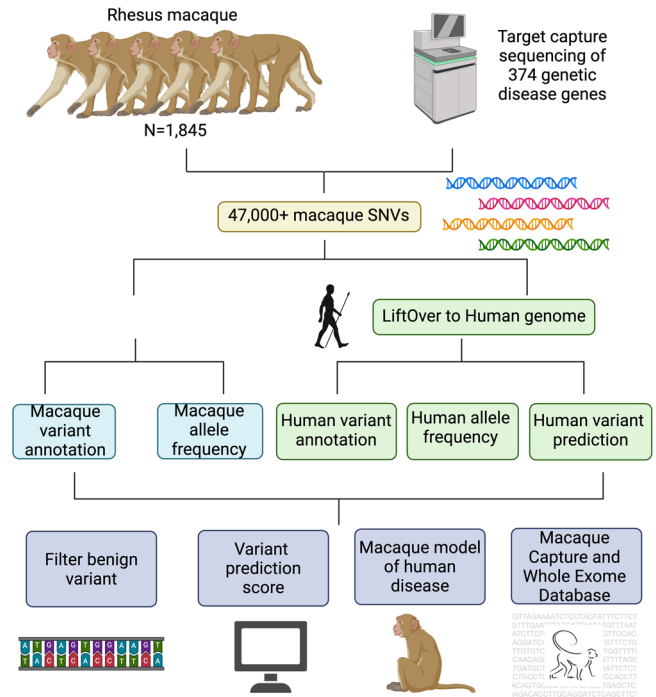 Rhesus macaque
N=1,845
Target capture
sequencing of
374 genetic
disease genes
47,000+ macaque SNVs
LiftOver to Human genome
Macaque
variant
annotation
Macaque
allele
frequency
Human variant
annotation
Human allele
frequency
Human variant
prediction
Filter benign
variant
Variant
prediction
score
Macaque model
of human
disease
Macaque
Capture and
Whole Exome
Database
ATGAGTGGAAGT
TACTCACCTTCA